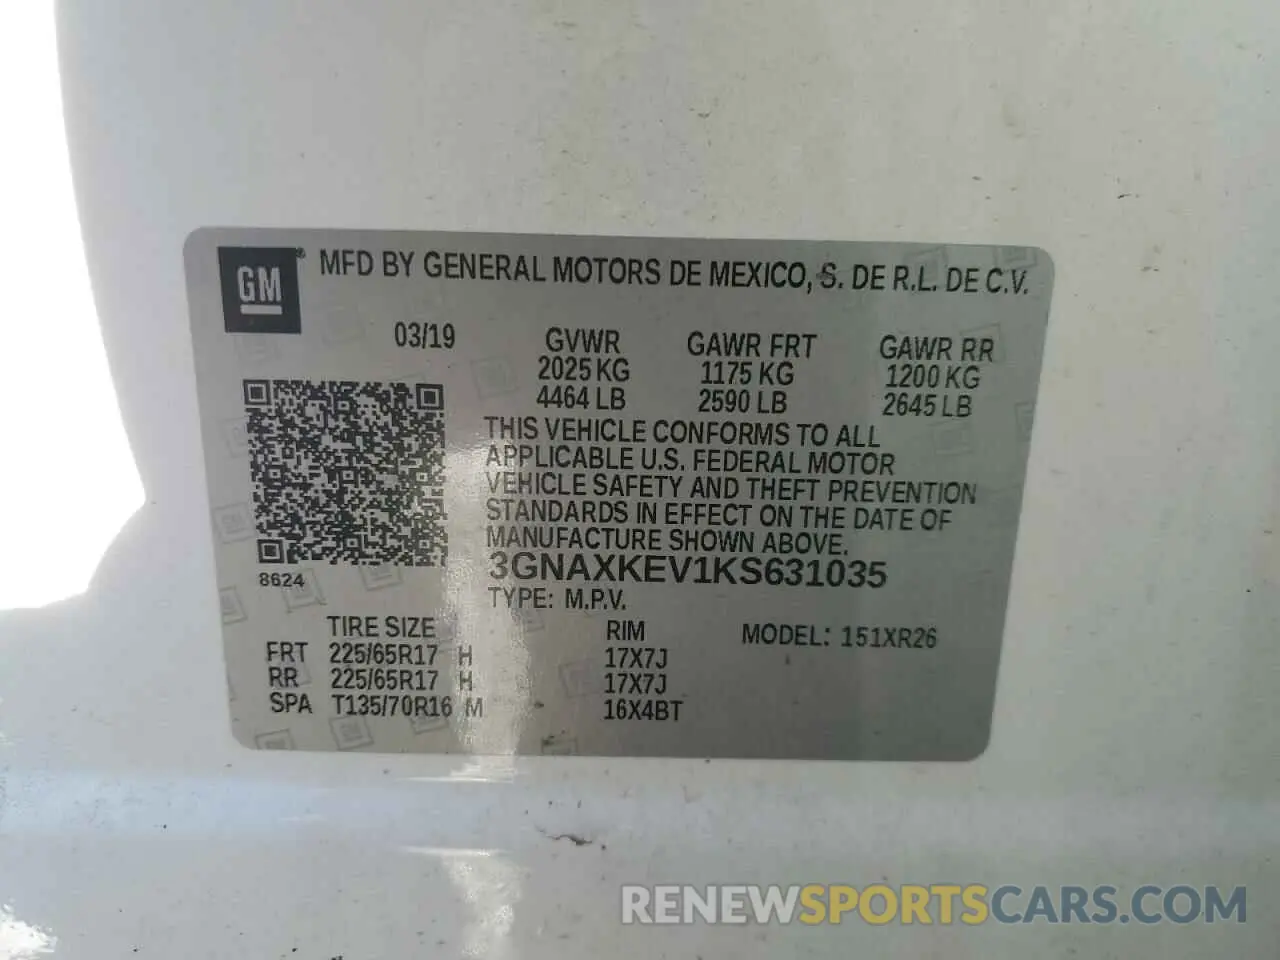 GM® MFD BY GENERAL MOTORS DE MEXICO, S. DE R.L. DE C.V.
03/19 GVWR GAWR FRT GAWR RR
2025 KG 1175 KG 1200 KG
4464 LB 2590 LB 2645 LB
THIS VEHICLE CONFORMS TO ALL
APPLICABLE U.S. FEDERAL MOTOR
VEHICLE SAFETY AND THEFT PREVENTION
STANDARDS IN EFFECT ON THE DATE OF
MANUFACTURE SHOWN ABOVE.
8624
3GNAXKEV1KS631035
TYPE: M.P.V.
TIRE SIZE RIM MODEL: 151XR26
FRT 225/65R17 H 17X7J
RR 225/65R17 H 17X7J
SPA T135/70R16 M 16X4BT
RENEWSPORTSCARS.COM